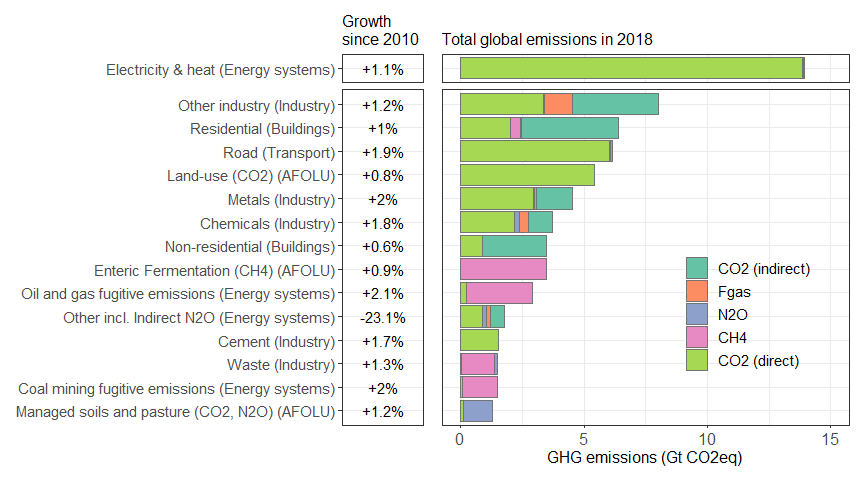 Growth
since 2010
Total global emissions in 2018
Electricity & heat (Energy systems) +1.1%
Other industry (Industry) +1.2%
Residential (Buildings) +1%
Road (Transport) +1.9%
Land-use (CO2) (AFOLU) +0.8%
Metals (Industry) +2%
Chemicals (Industry) +1.8%
Non-residential (Buildings) +0.6%
Enteric Fermentation (CH4) (AFOLU) +0.9%
Oil and gas fugitive emissions (Energy systems) +2.1%
Other incl. Indirect N2O (Energy systems) -23.1%
Cement (Industry) +1.7%
Waste (Industry) +1.3%
Coal mining fugitive emissions (Energy systems) +2%
Managed soils and pasture (CO2, N2O) (AFOLU) +1.2%
CO2 (indirect)
Fgas
N2O
CH4
CO2 (direct)
0 5 10 15
GHG emissions (Gt CO2eq)